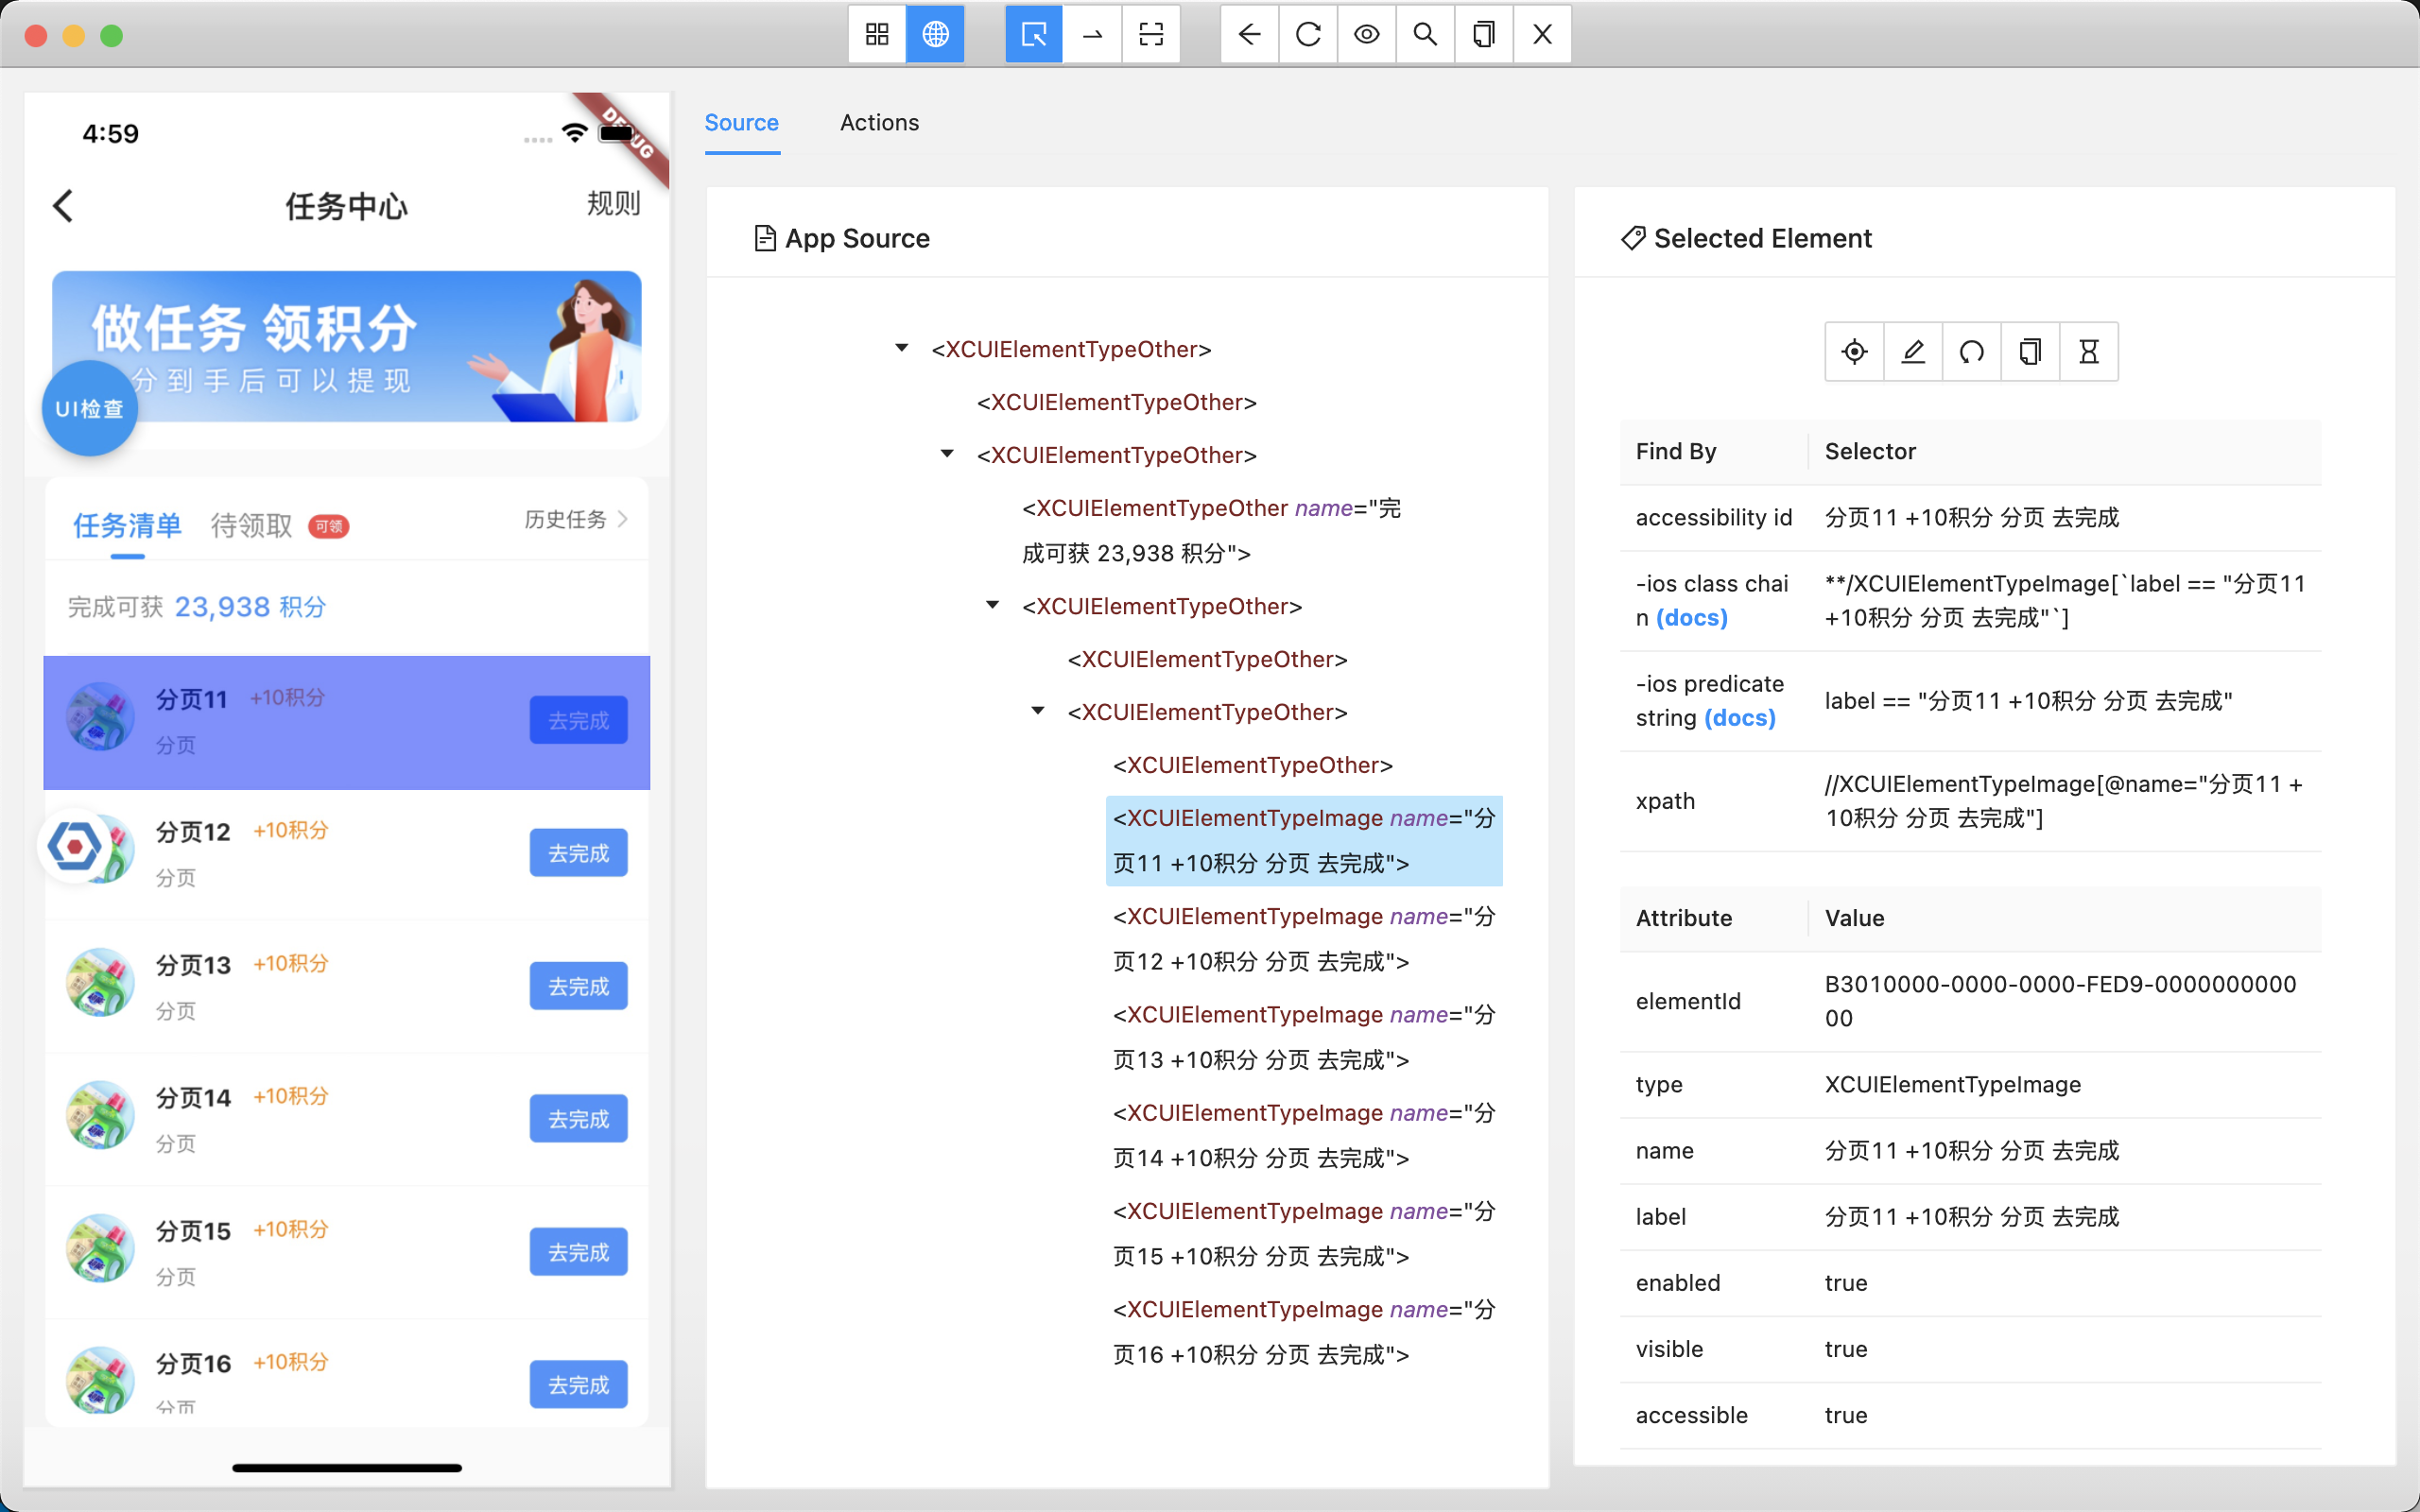 4:59
DEBUG
任务中心
规则
做任务 领积分
分到手后可以提现
UI检查
任务清单
待领取
可领
历史任务
完成可获 23,938 积分
分页11 +10积分
分页
去完成
分页12 +10积分
分页
去完成
分页13 +10积分
分页
去完成
分页14 +10积分
分页
去完成
分页15 +10积分
分页
去完成
分页16 +10积分
分页
去完成
Source
Actions
App Source
<XCUIElementTypeOther>
<XCUIElementTypeOther>
<XCUIElementTypeOther>
<XCUIElementTypeOther name="完
成可获 23,938 积分">
<XCUIElementTypeOther>
<XCUIElementTypeOther>
<XCUIElementTypeOther>
<XCUIElementTypeOther>
<XCUIElementTypeImage name="分
页11 +10积分 分页 去完成">
<XCUIElementTypeImage name="分
页12 +10积分 分页 去完成">
<XCUIElementTypeImage name="分
页13 +10积分 分页 去完成">
<XCUIElementTypeImage name="分
页14 +10积分 分页 去完成">
<XCUIElementTypeImage name="分
页15 +10积分 分页 去完成">
<XCUIElementTypeImage name="分
页16 +10积分 分页 去完成">
Selected Element
Find By Selector
accessibility id 分页11 +10积分 分页 去完成
-ios class chai
n (docs)
**/XCUIElementTypeImage[`label == "分页11
+10积分 分页 去完成"`]
-ios predicate
string (docs)
label == "分页11 +10积分 分页 去完成"
xpath
//XCUIElementTypeImage[@name="分页11 +
10积分 分页 去完成"]
Attribute Value
elementId
B3010000-0000-0000-FED9-0000000000
00
type XCUIElementTypeImage
name 分页11 +10积分 分页 去完成
label 分页11 +10积分 分页 去完成
enabled true
visible true
accessible true